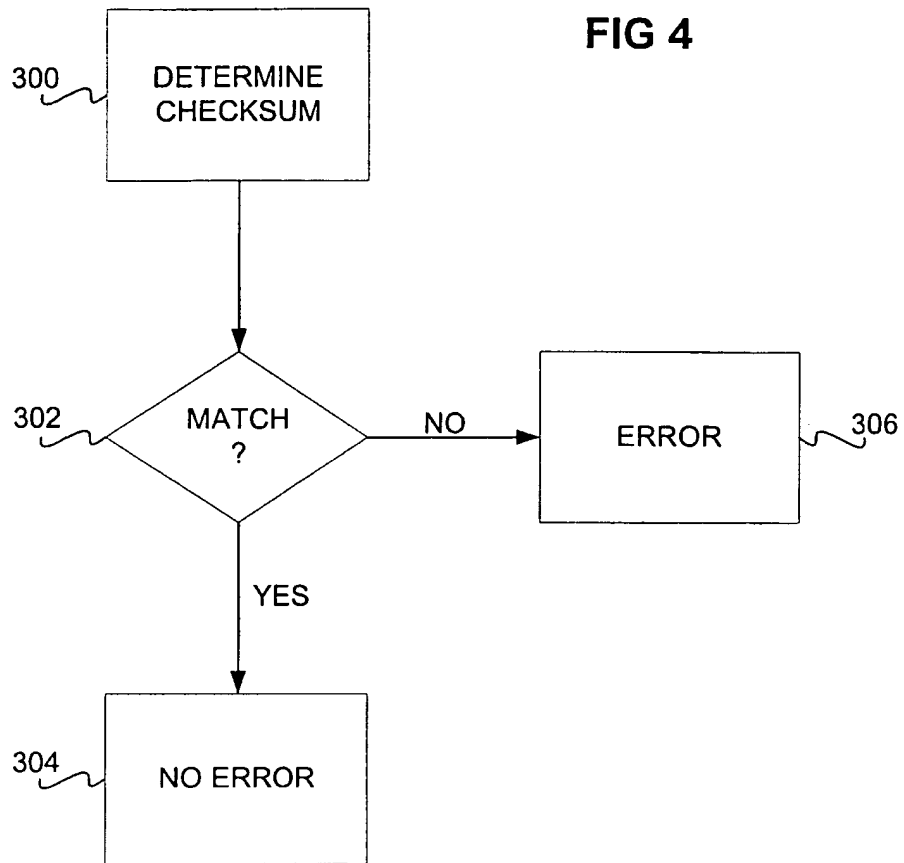 FIG 4
300
DETERMINE
CHECKSUM
302
MATCH
?
NO
ERROR
306
YES
304
NO ERROR